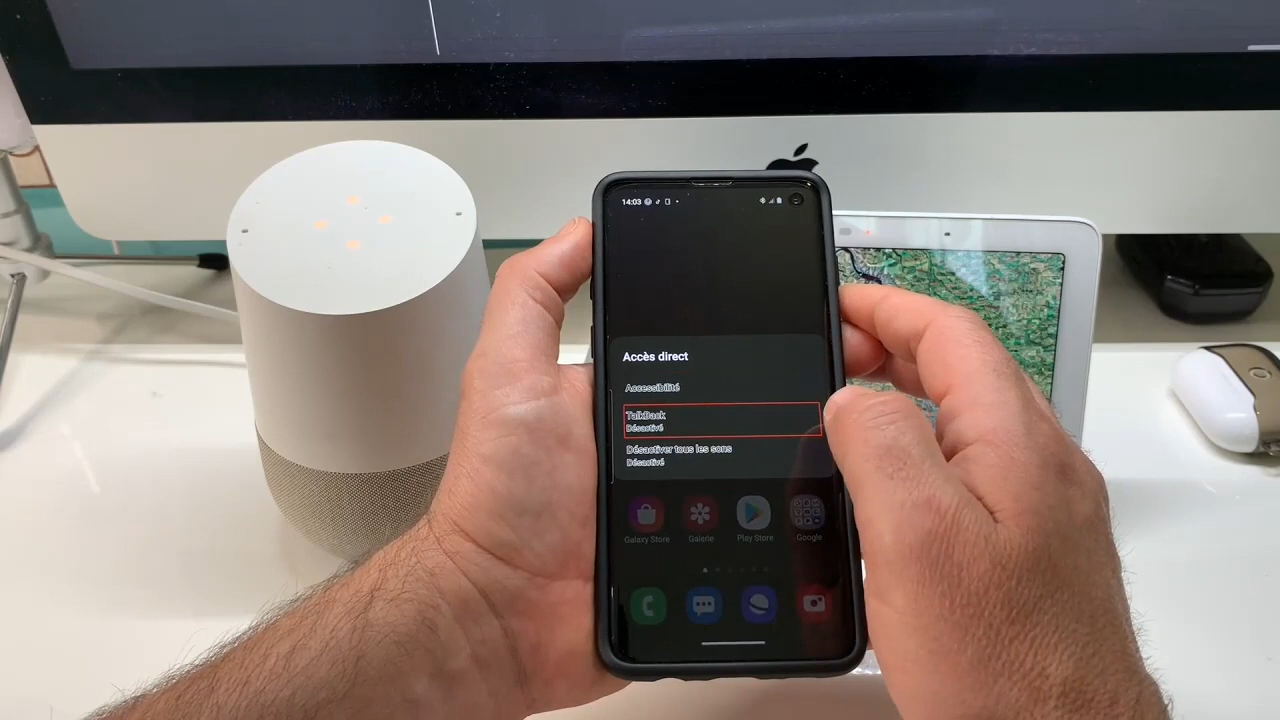 14:03
Accès direct
Accessibilité
TalkBack
Désactivé
Désactiver tous les sons
Désactivé
Galaxy Store
Galerie
Play Store
Google